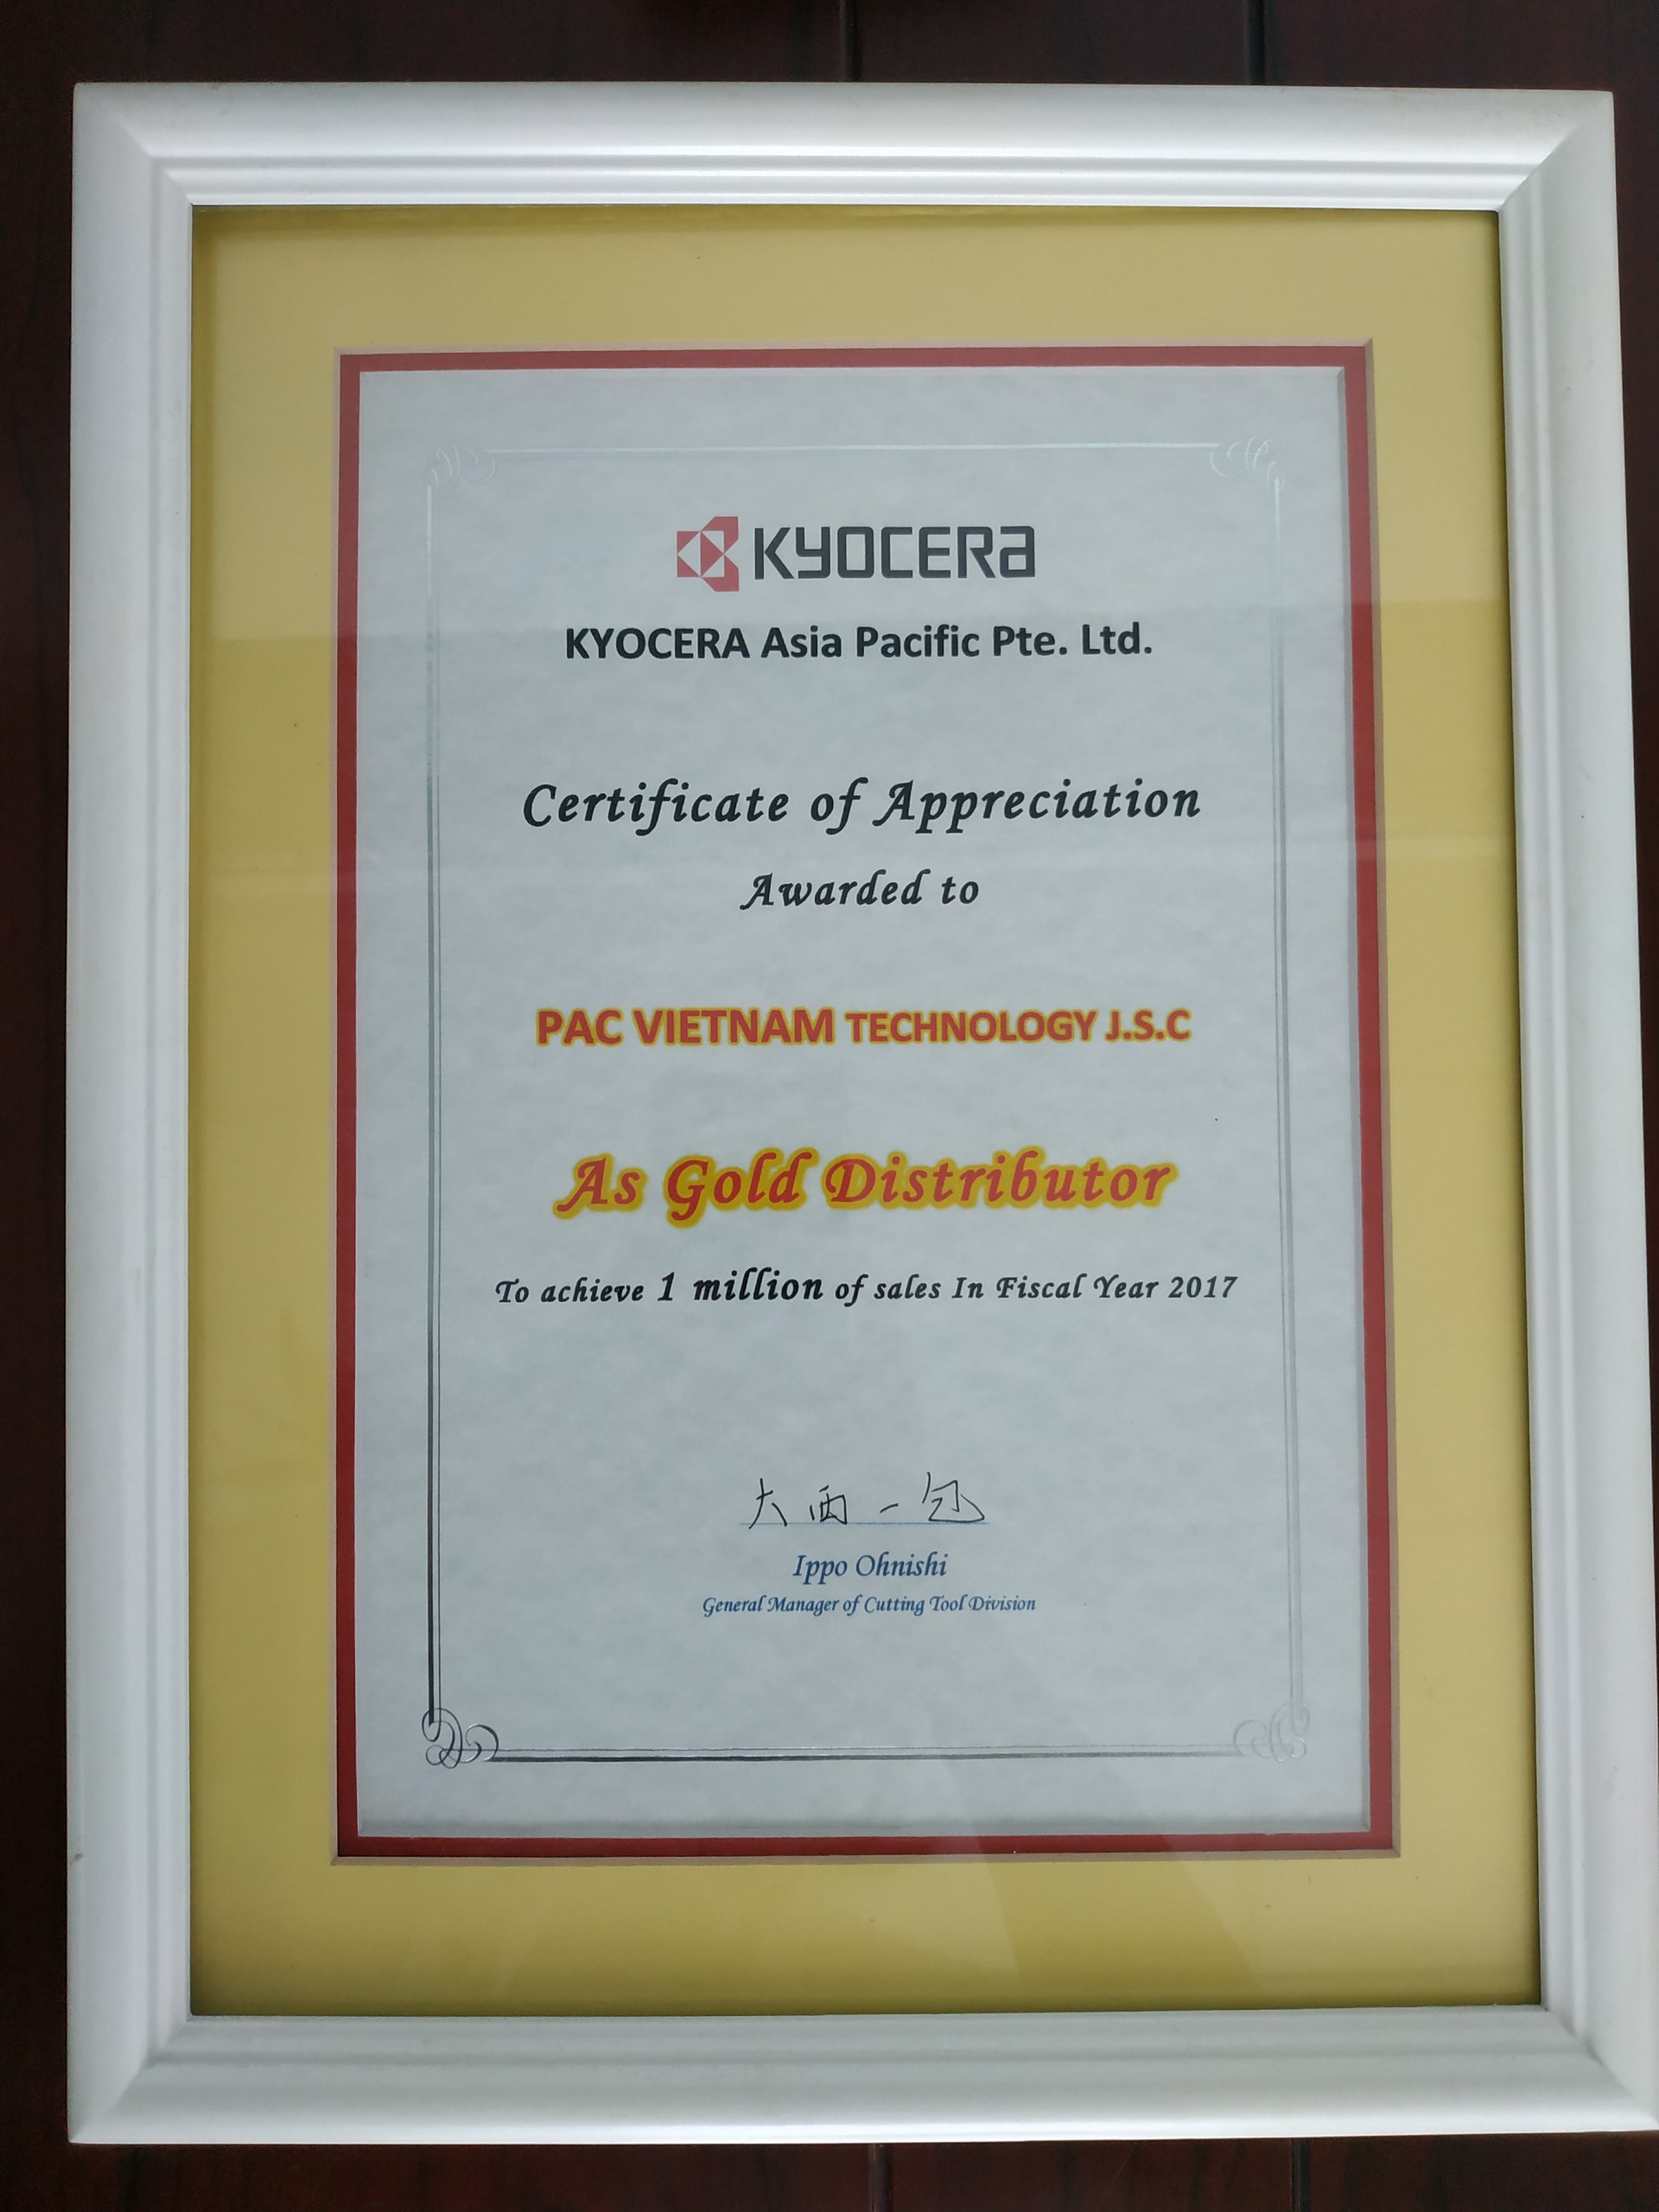 KYOCERA
KYOCERA Asia Pacific Pte. Ltd.
Certificate of Appreciation
Awarded to
PAC VIETNAM TECHNOLOGY J.S.C
As Gold Distributor
To achieve 1 million of sales In Fiscal Year 2017
大西一包
Ippo Ohnishi
General Manager of Cutting Tool Division